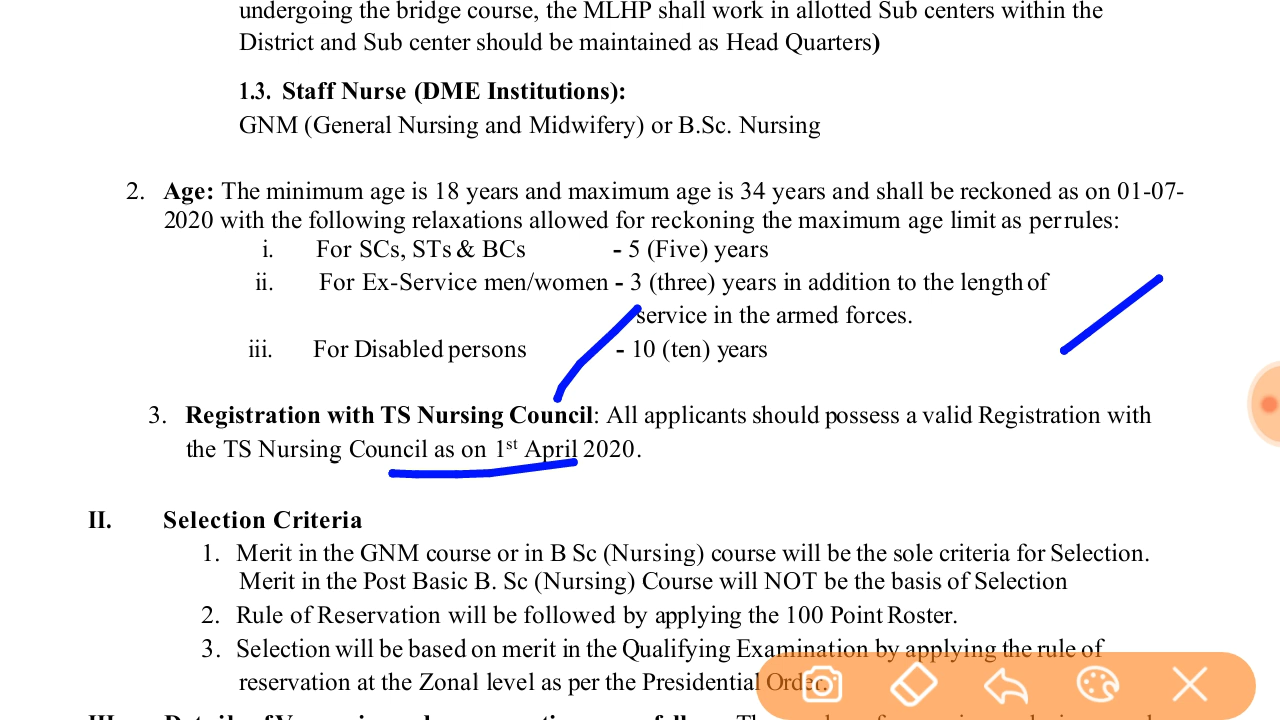 undergoing the bridge course, the MLHP shall work in allotted Sub centers within the
District and Sub center should be maintained as Head Quarters)
1.3. Staff Nurse (DME Institutions):
GNM (General Nursing and Midwifery) or B.Sc. Nursing
2. Age: The minimum age is 18 years and maximum age is 34 years and shall be reckoned as on 01-07-
2020 with the following relaxations allowed for reckoning the maximum age limit as per rules:
i. For SCs, STs & BCs - 5 (Five) years
ii. For Ex-Service men/women - 3 (three) years in addition to the length of
service in the armed forces.
iii. For Disabled persons - 10 (ten) years
3. Registration with TS Nursing Council: All applicants should possess a valid Registration with
the TS Nursing Council as on 1st April 2020.
II. Selection Criteria
1. Merit in the GNM course or in B Sc (Nursing) course will be the sole criteria for Selection.
Merit in the Post Basic B. Sc (Nursing) Course will NOT be the basis of Selection
2. Rule of Reservation will be followed by applying the 100 Point Roster.
3. Selection will be based on merit in the Qualifying Examination by applying the rule of
reservation at the Zonal level as per the Presidential Order.